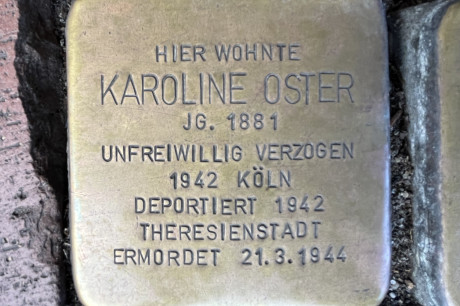 HIER WOHNTE
KAROLINE OSTER
JG. 1881
UNFREIWILLIG VERZOGEN
1942 KÖLN
DEPORTIERT 1942
THERESIENSTADT
ERMORDET 21.3.1944